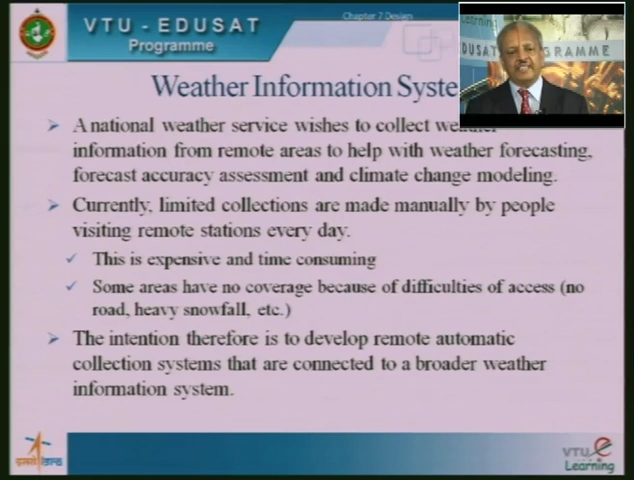 VTU - EDUSAT
Programme
Chapter 7 Design
Learning
EDUSAT PROGRAMME
Weather Information Syste
➢ A national weather service wishes to collect weather
information from remote areas to help with weather forecasting,
forecast accuracy assessment and climate change modeling.
➢ Currently, limited collections are made manually by people
visiting remote stations every day.
✓ This is expensive and time consuming
✓ Some areas have no coverage because of difficulties of access (no
road, heavy snowfall, etc.)
➢ The intention therefore is to develop remote automatic
collection systems that are connected to a broader weather
information system.
इसरो isro
VTU e
Learning